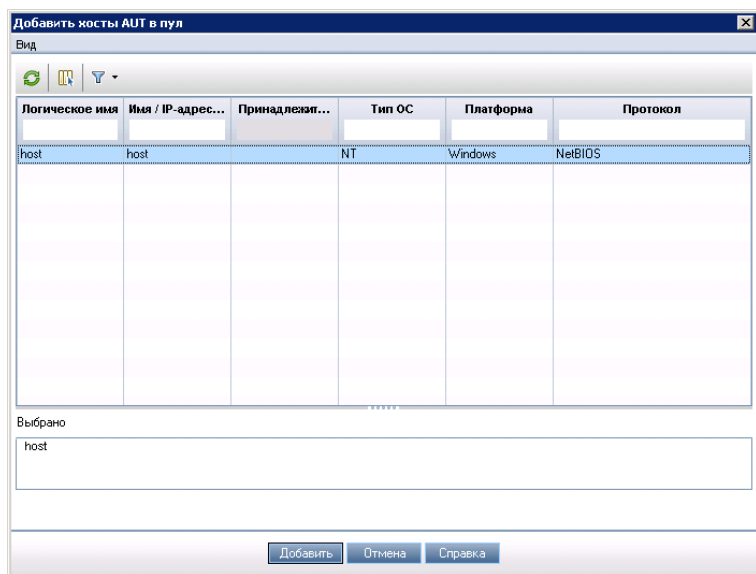 Добавить хосты AUT в пул
Вид
Логическое имя Имя / IP-адрес... Принадлежит... Тип ОС Платформа Протокол
host host NT Windows NetBIOS
Выбрано
host
Добавить Отмена Справка